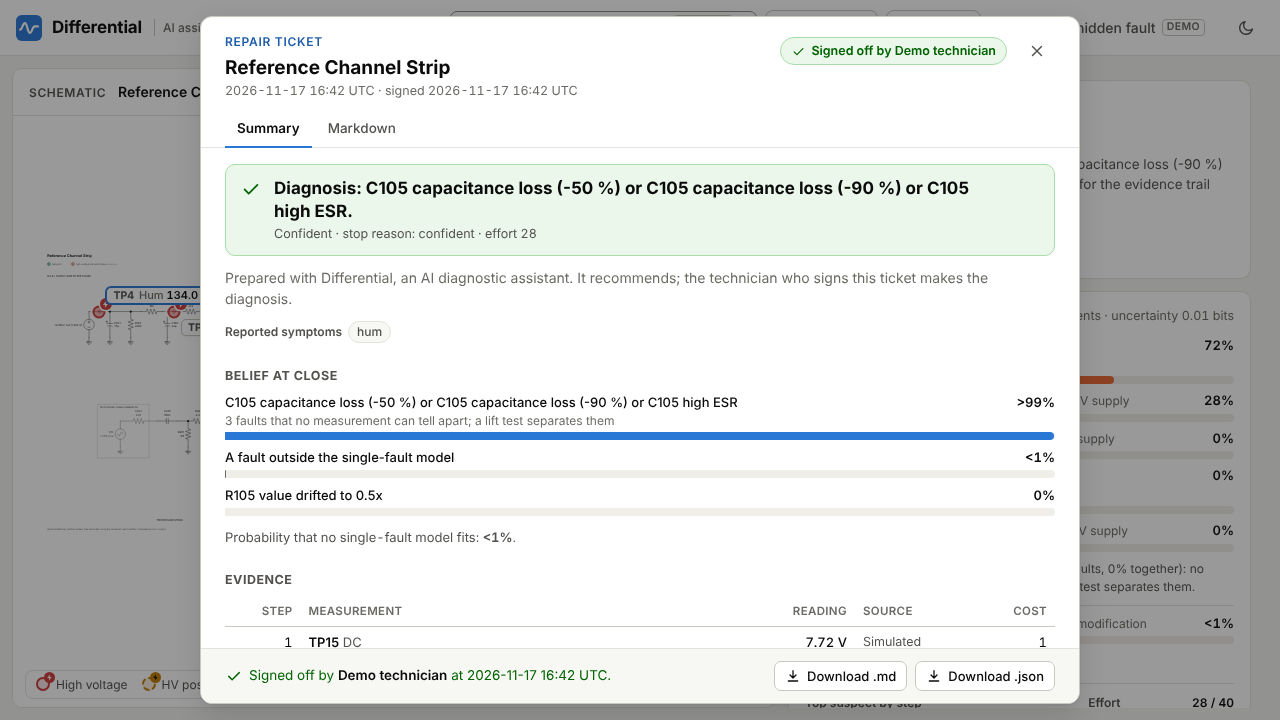 Differential
AI assi
hidden fault
DEMO
REPAIR TICKET
Reference Channel Strip
2026-11-17 16:42 UTC · signed 2026-11-17 16:42 UTC
Signed off by Demo technician
Summary
Markdown
SCHEMATIC Reference C
TP4 Hum 134.0
TP
High voltage
HV pos
Diagnosis: C105 capacitance loss (-50 %) or C105 capacitance loss (-90 %) or C105
high ESR.
Confident · stop reason: confident · effort 28
Prepared with Differential, an AI diagnostic assistant. It recommends; the technician who signs this ticket makes the
diagnosis.
Reported symptoms hum
BELIEF AT CLOSE
C105 capacitance loss (-50 %) or C105 capacitance loss (-90 %) or C105 high ESR >99%
3 faults that no measurement can tell apart; a lift test separates them
A fault outside the single-fault model <1%
R105 value drifted to 0.5x 0%
Probability that no single-fault model fits: <1%.
EVIDENCE
STEP MEASUREMENT READING SOURCE COST
1 TP15 DC 7.72 V Simulated 1
Signed off by Demo technician at 2026-11-17 16:42 UTC.
Download .md
Download .json
pacitance loss (-90 %)
for the evidence trail
ents · uncertainty 0.01 bits
72%
V supply 28%
supply 0%
0%
V supply 0%
ults, 0% together): no
test separates them.
modification <1%
Top suspect by step
Effort 28 / 40